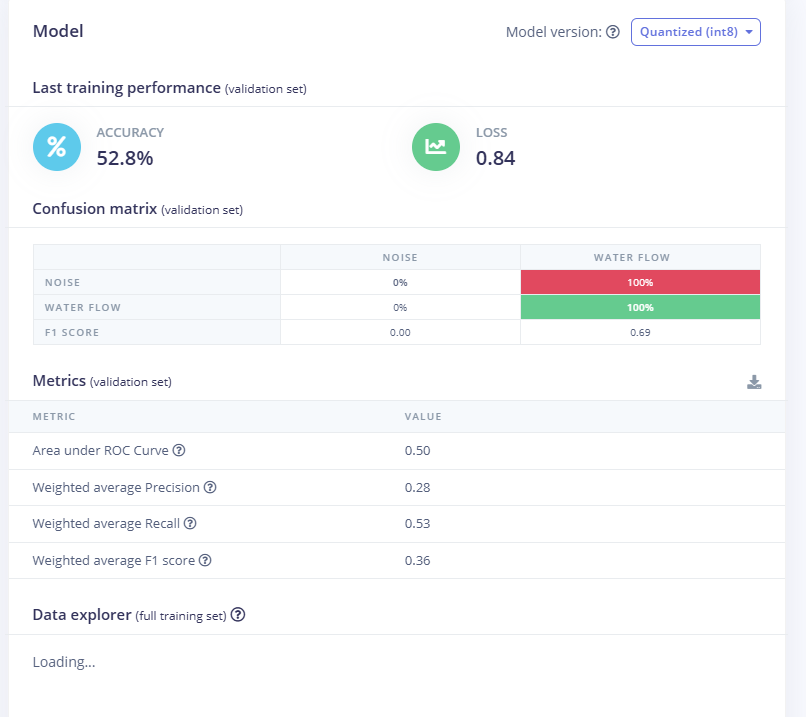 Model
Model version: Quantized (int8)
Last training performance (validation set)
% ACCURACY
52.8%
LOSS
0.84
Confusion matrix (validation set)
NOISE WATER FLOW
NOISE 0% 100%
WATER FLOW 0% 100%
F1 SCORE 0.00 0.69
Metrics (validation set)
METRIC VALUE
Area under ROC Curve ? 0.50
Weighted average Precision ? 0.28
Weighted average Recall ? 0.53
Weighted average F1 score ? 0.36
Data explorer (full training set) ?
Loading...